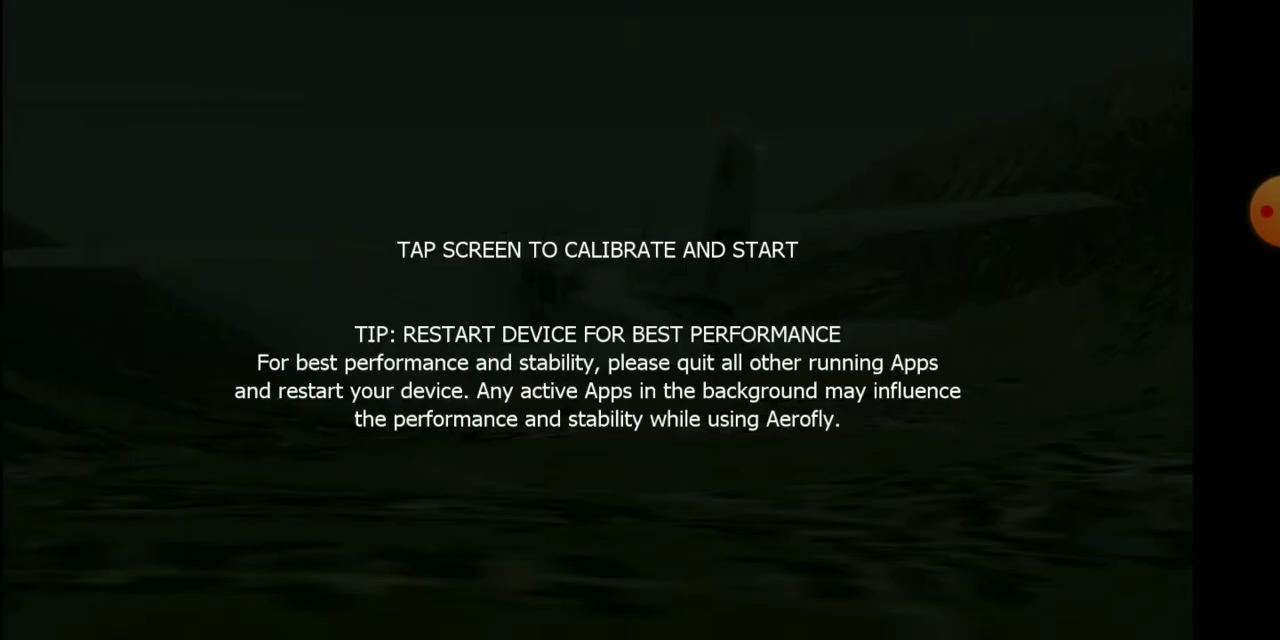 TAP SCREEN TO CALIBRATE AND START
TIP: RESTART DEVICE FOR BEST PERFORMANCE
For best performance and stability, please quit all other running Apps
and restart your device. Any active Apps in the background may influence
the performance and stability while using Aerofly.